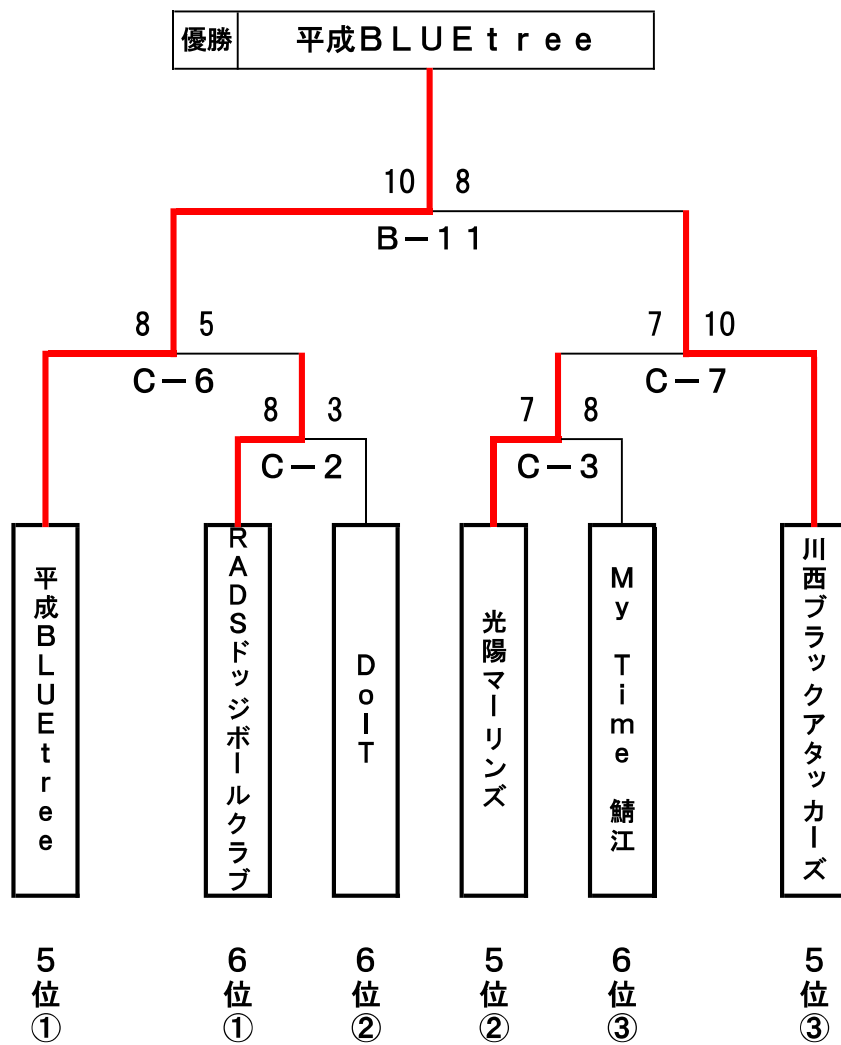 優勝 平成ＢＬＵＥｔｒｅｅ
10 8
Ｂ－１１
8 5
7 10
Ｃ－６
Ｃ－７
8 3
7 8
Ｃ－２
Ｃ－３
平成ＢＬＵＥｔｒｅｅ
ＲＡＤＳドッジボールクラブ
ＤｏＩＴ
光陽マーリンズ
Ｍｙ　Ｔｉｍｅ　鯖江
川西ブラックアタッカーズ
５位①
６位①
６位②
５位②
６位③
５位③